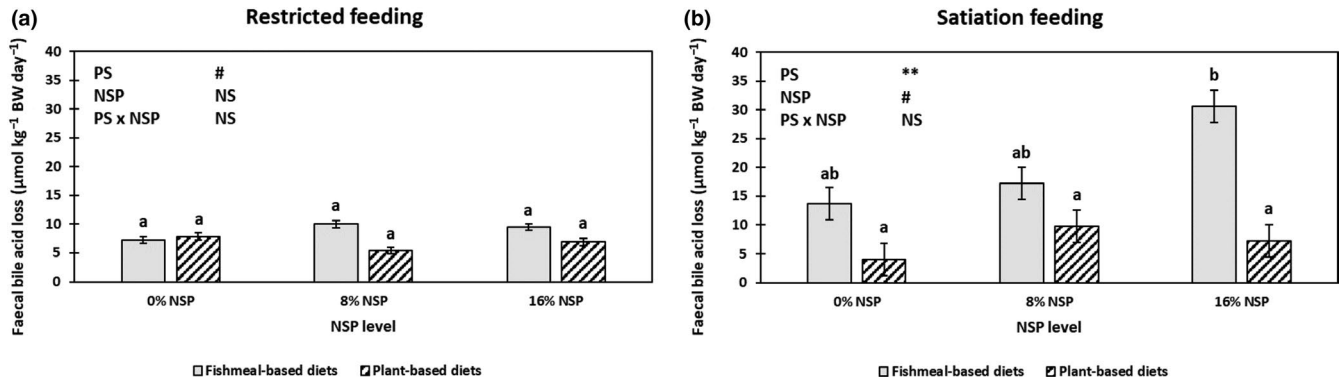 (a)
Restricted feeding
Faecal bile acid loss (µmol kg⁻¹ BW day⁻¹)
40
35
30
25
20
15
10
5
0
PS #
NSP NS
PS x NSP NS
a a a a a a
0% NSP 8% NSP 16% NSP
NSP level
Fishmeal-based diets Plant-based diets
(b)
Satiation feeding
Faecal bile acid loss (µmol kg⁻¹ BW day⁻¹)
40
35
30
25
20
15
10
5
0
PS **
NSP #
PS x NSP NS
ab a ab a b a
0% NSP 8% NSP 16% NSP
NSP level
Fishmeal-based diets Plant-based diets